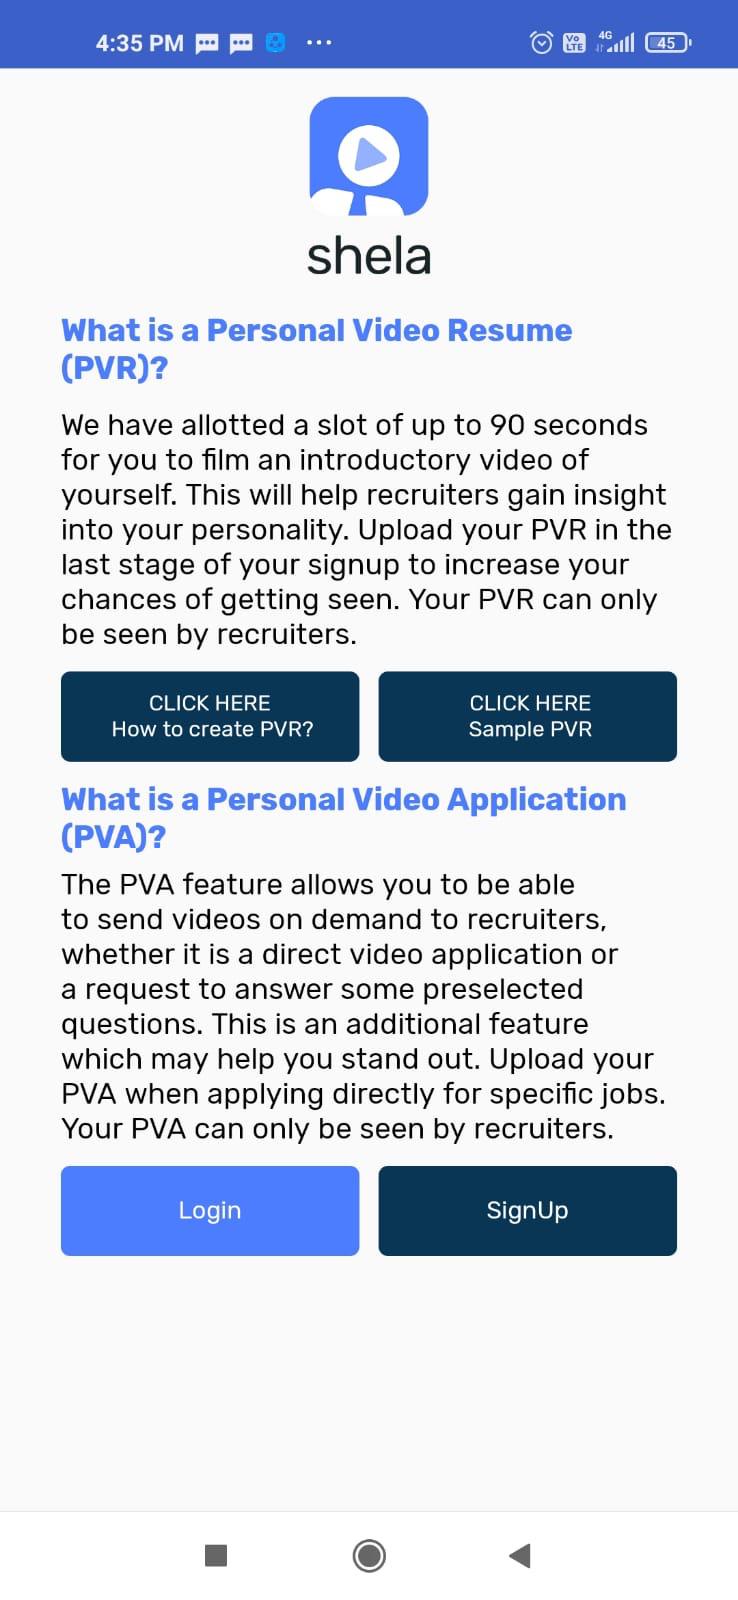 4:35 PM
Vo
LTE
4G
45
shela
What is a Personal Video Resume
(PVR)?
We have allotted a slot of up to 90 seconds
for you to film an introductory video of
yourself. This will help recruiters gain insight
into your personality. Upload your PVR in the
last stage of your signup to increase your
chances of getting seen. Your PVR can only
be seen by recruiters.
CLICK HERE
How to create PVR?
CLICK HERE
Sample PVR
What is a Personal Video Application
(PVA)?
The PVA feature allows you to be able
to send videos on demand to recruiters,
whether it is a direct video application or
a request to answer some preselected
questions. This is an additional feature
which may help you stand out. Upload your
PVA when applying directly for specific jobs.
Your PVA can only be seen by recruiters.
Login
SignUp